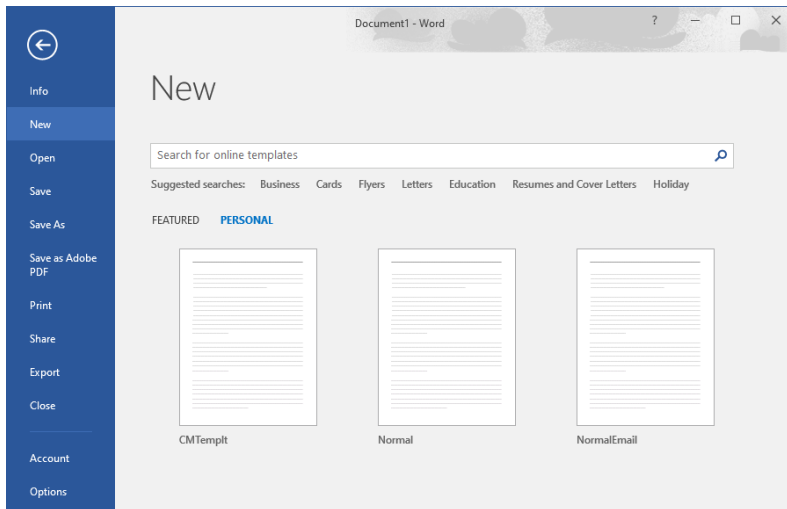 Document1 - Word
?
Info
New
Open
Save
Save As
Save as Adobe
PDF
Print
Share
Export
Close
Account
Options
New
Search for online templates
Suggested searches: Business Cards Flyers Letters Education Resumes and Cover Letters Holiday
FEATURED PERSONAL
CMTemplt Normal NormalEmail